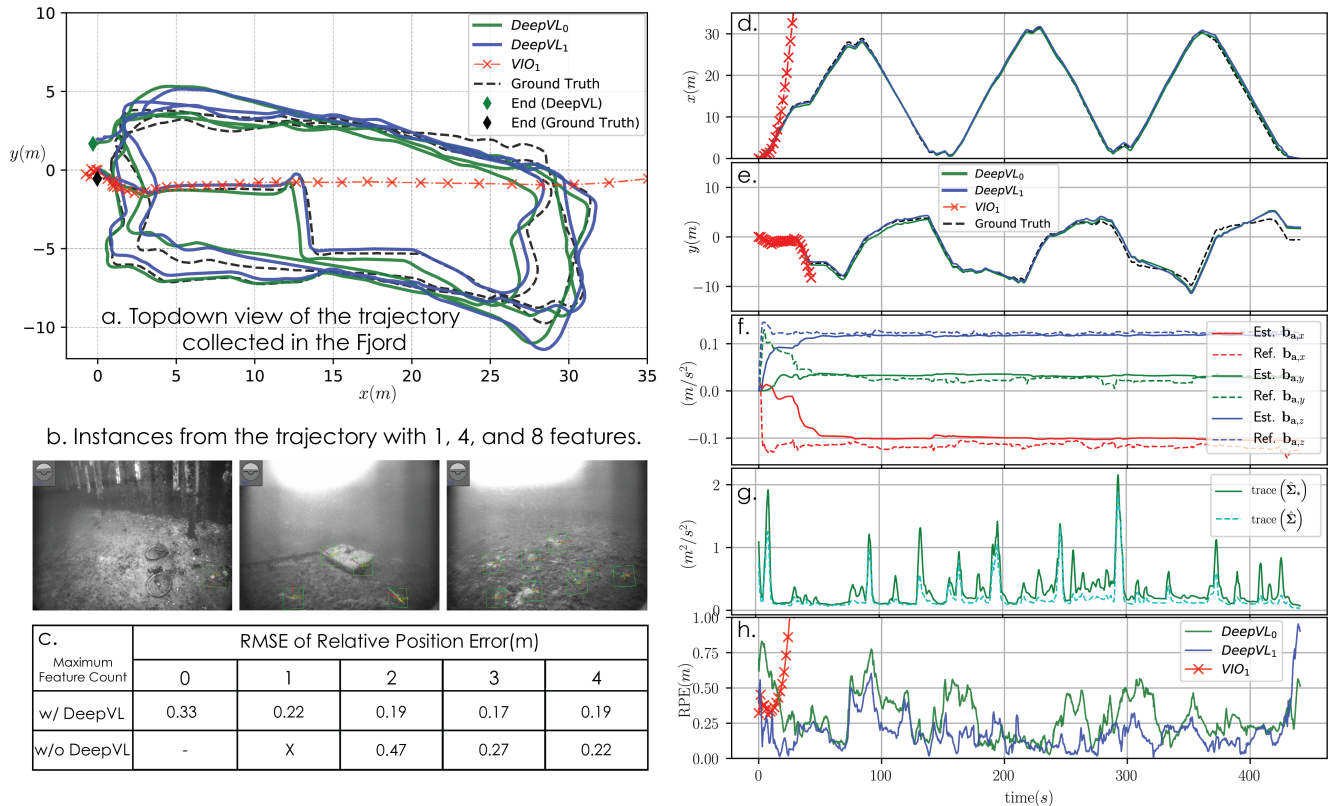 10
5
0
−5
−10
y(m)
0
5
10
15
20
25
30
35
x(m)
DeepVL₀
DeepVL₁
VIO₁
Ground Truth
End (DeepVL)
End (Ground Truth)
a. Topdown view of the trajectory
collected in the Fjord
b. Instances from the trajectory with 1, 4, and 8 features.
c.
RMSE of Relative Position Error(m)
Maximum
Feature Count
0 1 2 3 4
w/ DeepVL 0.33 0.22 0.19 0.17 0.19
w/o DeepVL - X 0.47 0.27 0.22
d.
30
20
10
0
x(m)
e.
10
0
−10
y(m)
DeepVL₀
DeepVL₁
VIO₁
Ground Truth
f.
0.1
0.0
−0.1
(m/s²)
Est. b_{a,x}
Ref. b_{a,x}
Est. b_{a,y}
Ref. b_{a,y}
Est. b_{a,z}
Ref. b_{a,z}
g.
2
1
0
(m²/s²)
trace(Σ̂_*)
trace(Σ̂)
h.
1.00
0.75
0.50
0.25
0.00
RPE(m)
DeepVL₀
DeepVL₁
VIO₁
0
100
200
300
400
time(s)